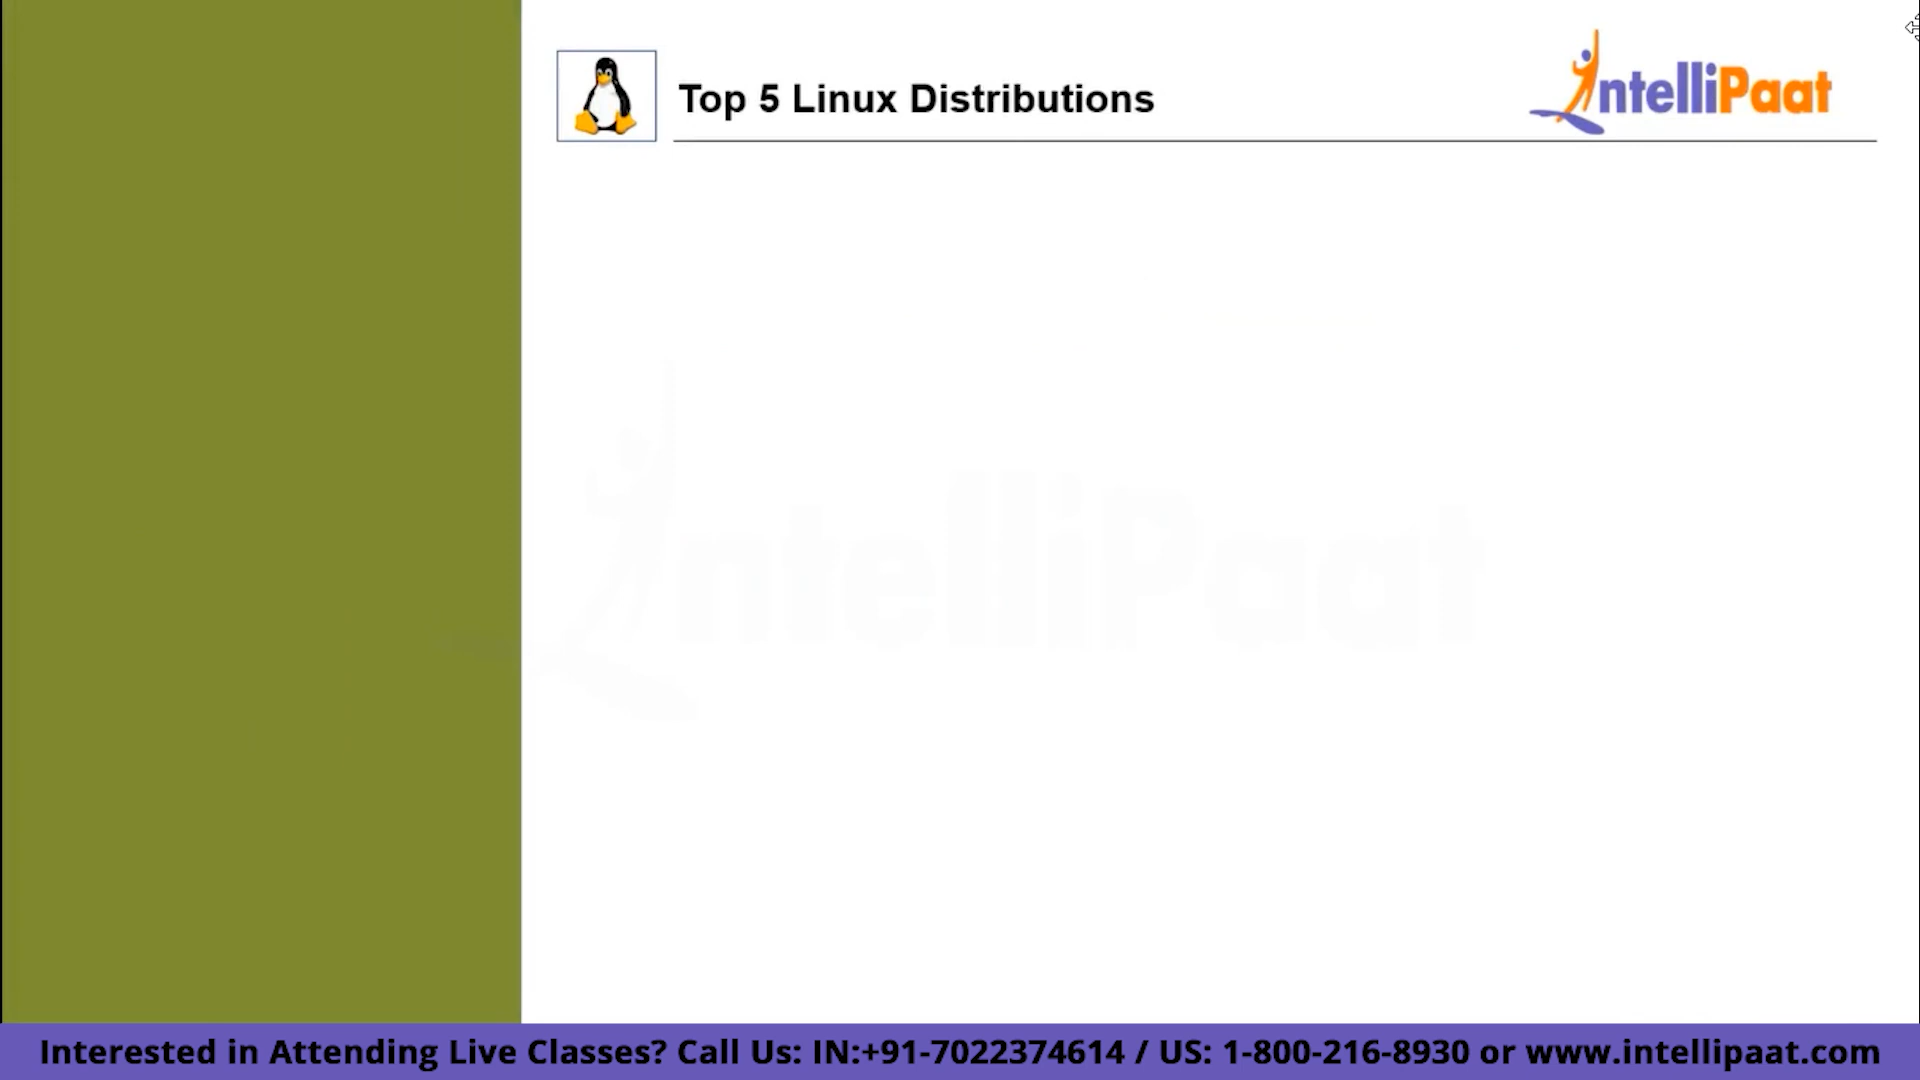 Top 5 Linux Distributions
IntelliPaat
IntelliPaat
Interested in Attending Live Classes? Call Us: IN:+91-7022374614 / US: 1-800-216-8930 or www.intellipaat.com